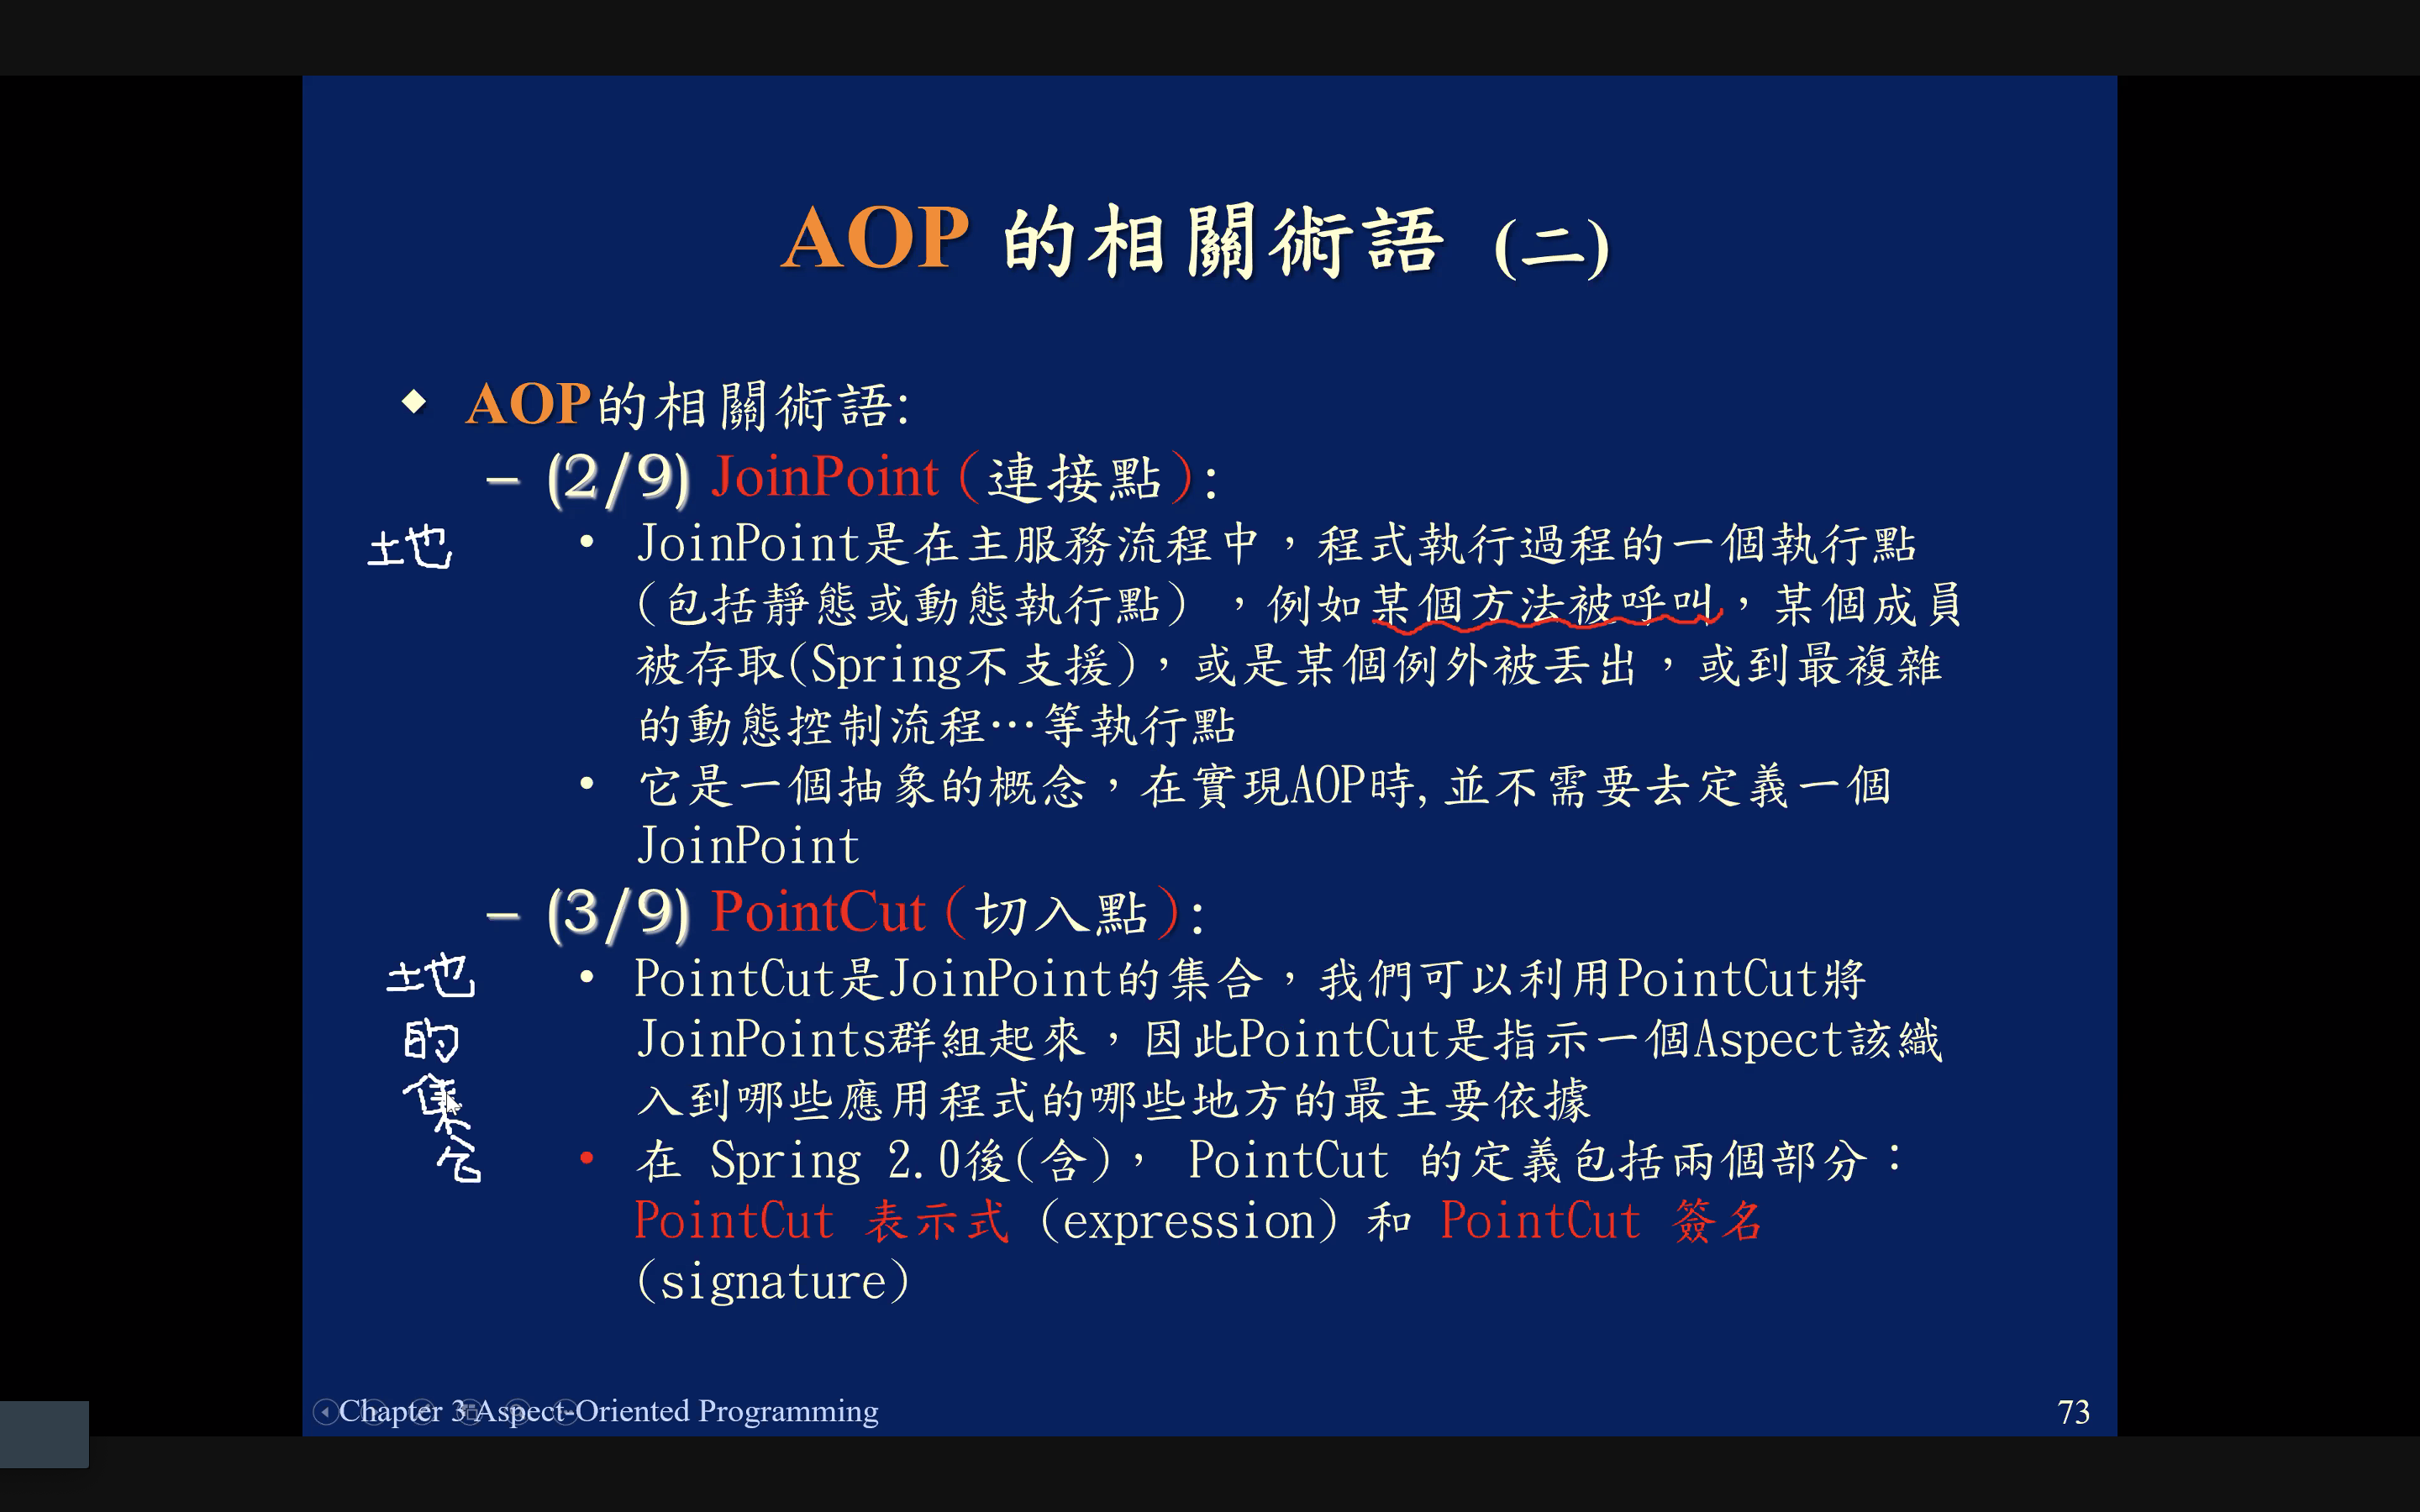 AOP 的相關術語 (二)
◆ AOP的相關術語:
– (2/9) JoinPoint (連接點):
土地
• JoinPoint是在主服務流程中，程式執行過程的一個執行點
(包括靜態或動態執行點) ，例如某個方法被呼叫，某個成員
被存取(Spring不支援)，或是某個例外被丟出，或到最複雜
的動態控制流程…等執行點
• 它是一個抽象的概念，在實現AOP時,並不需要去定義一個
JoinPoint
– (3/9) PointCut (切入點):
土地
的
集
合
• PointCut是JoinPoint的集合，我們可以利用PointCut將
JoinPoints群組起來，因此PointCut是指示一個Aspect該織
入到哪些應用程式的哪些地方的最主要依據
• 在 Spring 2.0後(含)， PointCut 的定義包括兩個部分：
PointCut 表示式 (expression) 和 PointCut 簽名
(signature)
Chapter 3 Aspect-Oriented Programming
73